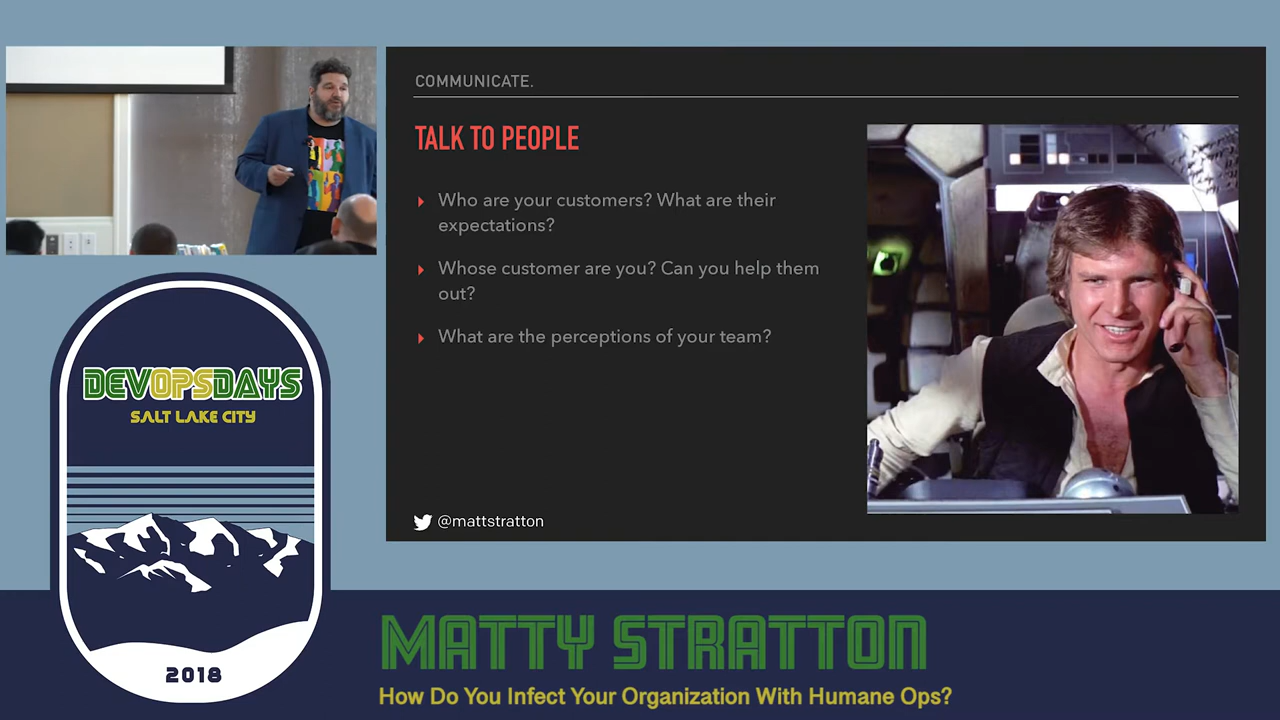 COMMUNICATE.
TALK TO PEOPLE
Who are your customers? What are their
expectations?
Whose customer are you? Can you help them
out?
What are the perceptions of your team?
@mattstratton
DEVOPSDAYS
SALT LAKE CITY
2018
MATTY STRATTON
How Do You Infect Your Organization With Humane Ops?